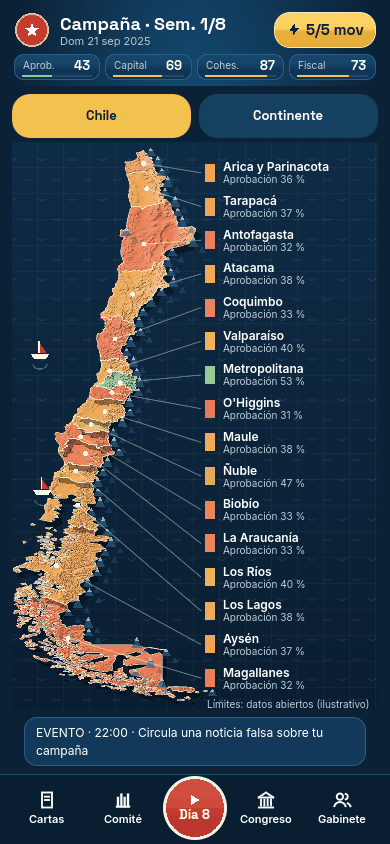 Campaña · Sem. 1/8
Dom 21 sep 2025
5/5 mov
Aprob. 43
Capital 69
Cohes. 87
Fiscal 73
Chile
Continente
Arica y Parinacota
Aprobación 36 %
Tarapacá
Aprobación 37 %
Antofagasta
Aprobación 32 %
Atacama
Aprobación 38 %
Coquimbo
Aprobación 33 %
Valparaíso
Aprobación 40 %
Metropolitana
Aprobación 53 %
O'Higgins
Aprobación 31 %
Maule
Aprobación 38 %
Ñuble
Aprobación 47 %
Biobío
Aprobación 33 %
La Araucanía
Aprobación 33 %
Los Ríos
Aprobación 40 %
Los Lagos
Aprobación 38 %
Aysén
Aprobación 37 %
Magallanes
Aprobación 32 %
Límites: datos abiertos (ilustrativo)
EVENTO · 22:00 · Circula una noticia falsa sobre tu
campaña
Cartas
Comité
Día 8
Congreso
Gabinete